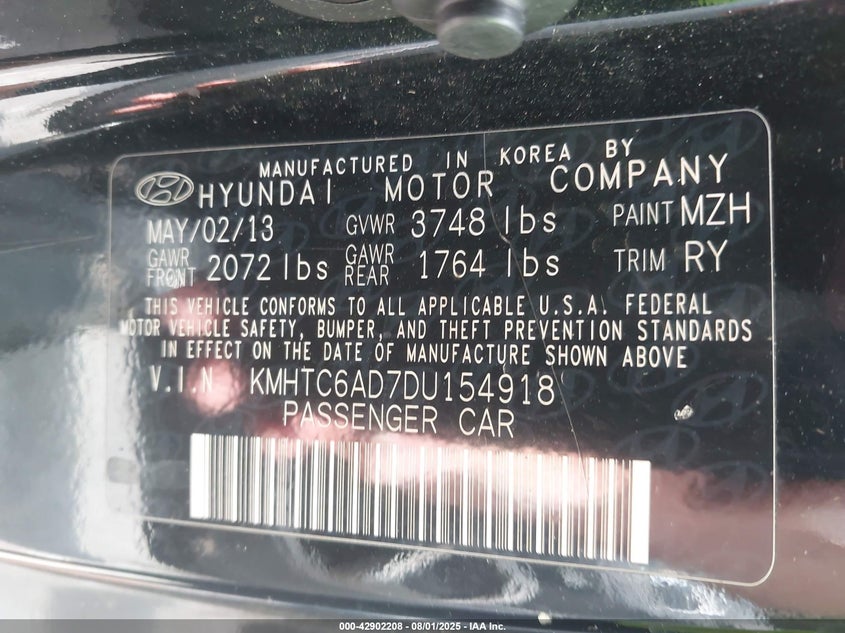 MANUFACTURED IN KOREA BY
HYUNDAI MOTOR COMPANY
MAY/02/13 GVWR 3748 lbs PAINT MZH
GAWR FRONT 2072 lbs GAWR REAR 1764 lbs TRIM RY
THIS VEHICLE CONFORMS TO ALL APPLICABLE U.S.A. FEDERAL
MOTOR VEHICLE SAFETY, BUMPER, AND THEFT PREVENTION STANDARDS
IN EFFECT ON THE DATE OF MANUFACTURE SHOWN ABOVE
V.I.N KMHTC6AD7DU154918
PASSENGER CAR
000-42902208 - 08/01/2025 - IAA Inc.